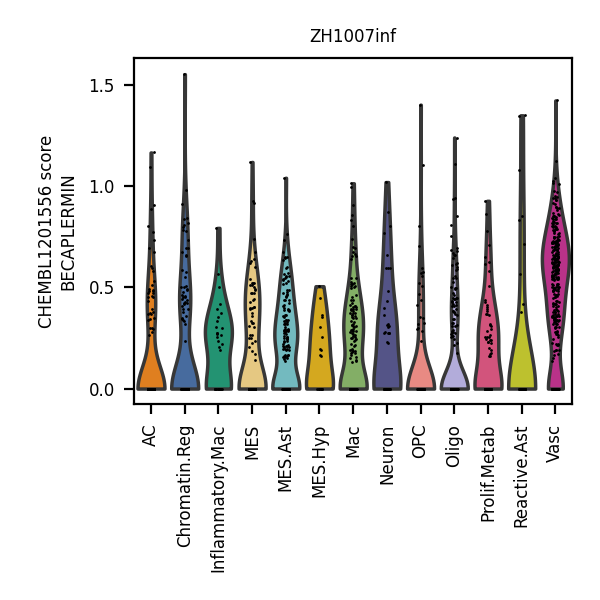 ZH1007inf
CHEMBL1201556 score
BECAPLERMIN
1.5
1.0
0.5
0.0
AC
Chromatin.Reg
Inflammatory.Mac
MES
MES.Ast
MES.Hyp
Mac
Neuron
OPC
Oligo
Prolif.Metab
Reactive.Ast
Vasc